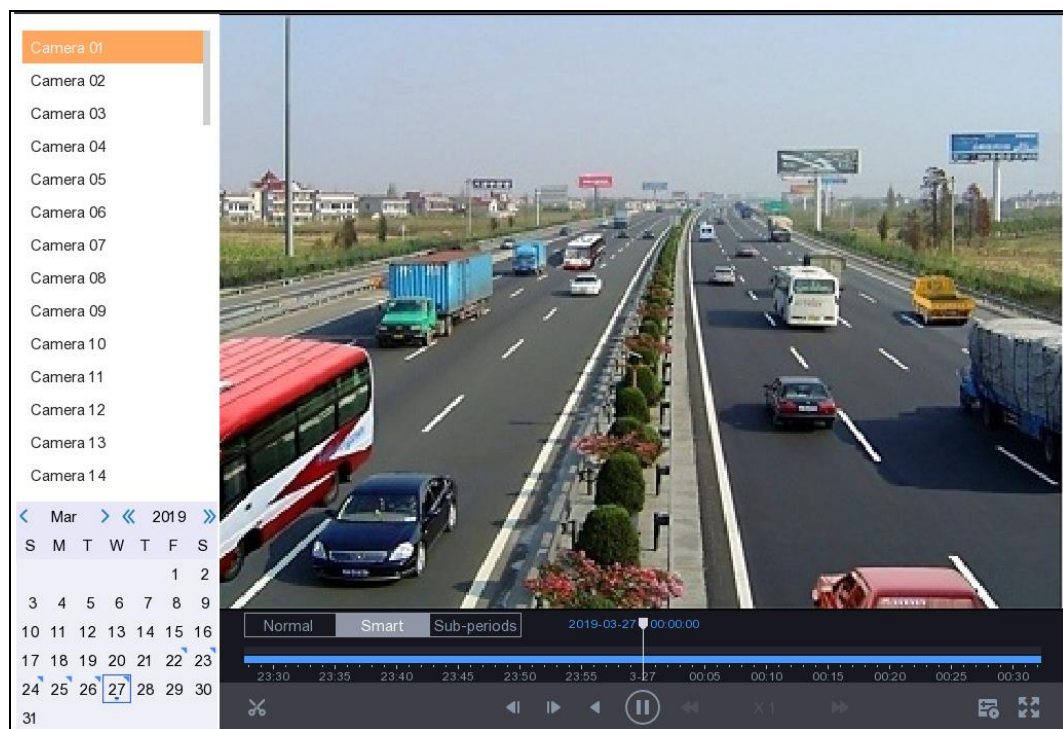 Camera 01
Camera 02
Camera 03
Camera 04
Camera 05
Camera 06
Camera 07
Camera 08
Camera 09
Camera 10
Camera 11
Camera 12
Camera 13
Camera 14
Mar 2019
S M T W T F S
1 2
3 4 5 6 7 8 9
10 11 12 13 14 15 16
17 18 19 20 21 22 23
24 25 26 27 28 29 30
31
Normal Smart Sub-periods 2019-03-27 00:00:00
23:30 23:35 23:40 23:45 23:50 23:55 3-27 00:05 00:10 00:15 00:20 00:25 00:30
X 1